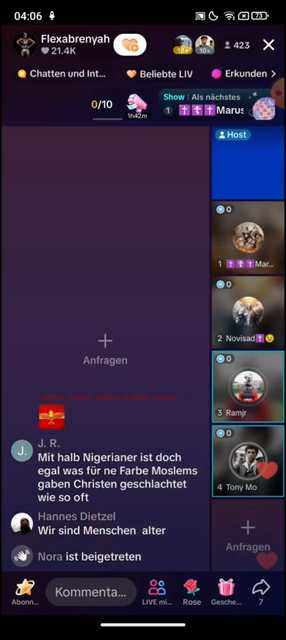 04:06
73
Flexabrenyah
21.4K
10+
423
Chatten und Int...
Beliebte LIV
Erkunden
0/10
1h42m
Show Als nächstes
1 ✝️✝️✝️Marus
Host
0
0
1 ✝️✝️✝️Mar...
0
2 Novisad✝️😉
0
3 Ramjr
0
4 Tony Mo
Anfragen
Anfragen
J.
J. R.
Mit halb Nigerianer ist doch
egal was für ne Farbe Moslems
gaben Christen geschlachtet
wie so oft
Hannes Dietzel
Wir sind Menschen alter
Nora ist beigetreten
Abonn...
Kommenta...
LIVE mi...
Rose
Gesche...
7